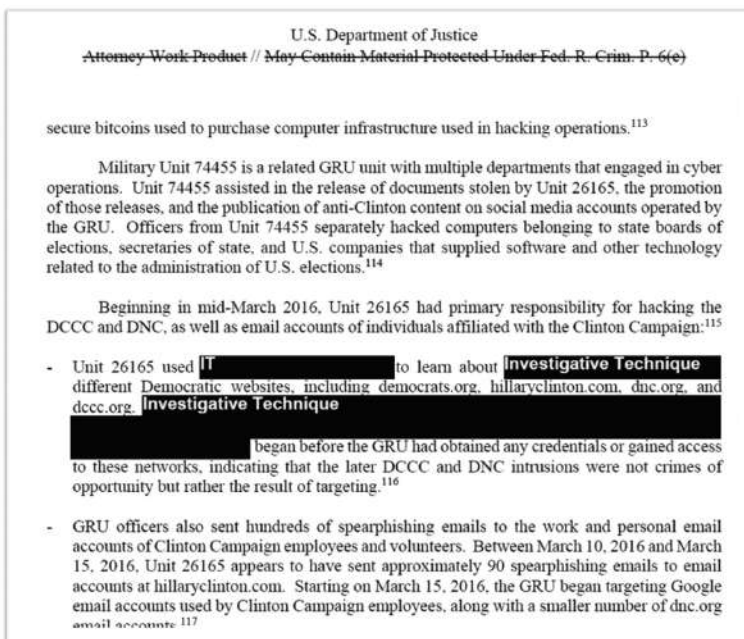 U.S. Department of Justice
Attorney Work Product // May Contain Material Protected Under Fed. R. Crim. P. 6(e)
secure bitcoins used to purchase computer infrastructure used in hacking operations.113
Military Unit 74455 is a related GRU unit with multiple departments that engaged in cyber
operations. Unit 74455 assisted in the release of documents stolen by Unit 26165, the promotion
of those releases, and the publication of anti-Clinton content on social media accounts operated by
the GRU. Officers from Unit 74455 separately hacked computers belonging to state boards of
elections, secretaries of state, and U.S. companies that supplied software and other technology
related to the administration of U.S. elections.114
Beginning in mid-March 2016, Unit 26165 had primary responsibility for hacking the
DCCC and DNC, as well as email accounts of individuals affiliated with the Clinton Campaign:115
- Unit 26165 used IT to learn about Investigative Technique
different Democratic websites, including democrats.org, hillaryclinton.com, dnc.org, and
dccc.org. Investigative Technique
began before the GRU had obtained any credentials or gained access
to these networks, indicating that the later DCCC and DNC intrusions were not crimes of
opportunity but rather the result of targeting.116
- GRU officers also sent hundreds of spearphishing emails to the work and personal email
accounts of Clinton Campaign employees and volunteers. Between March 10, 2016 and March
15, 2016, Unit 26165 appears to have sent approximately 90 spearphishing emails to email
accounts at hillaryclinton.com. Starting on March 15, 2016, the GRU began targeting Google
email accounts used by Clinton Campaign employees, along with a smaller number of dnc.org
email accounts.117